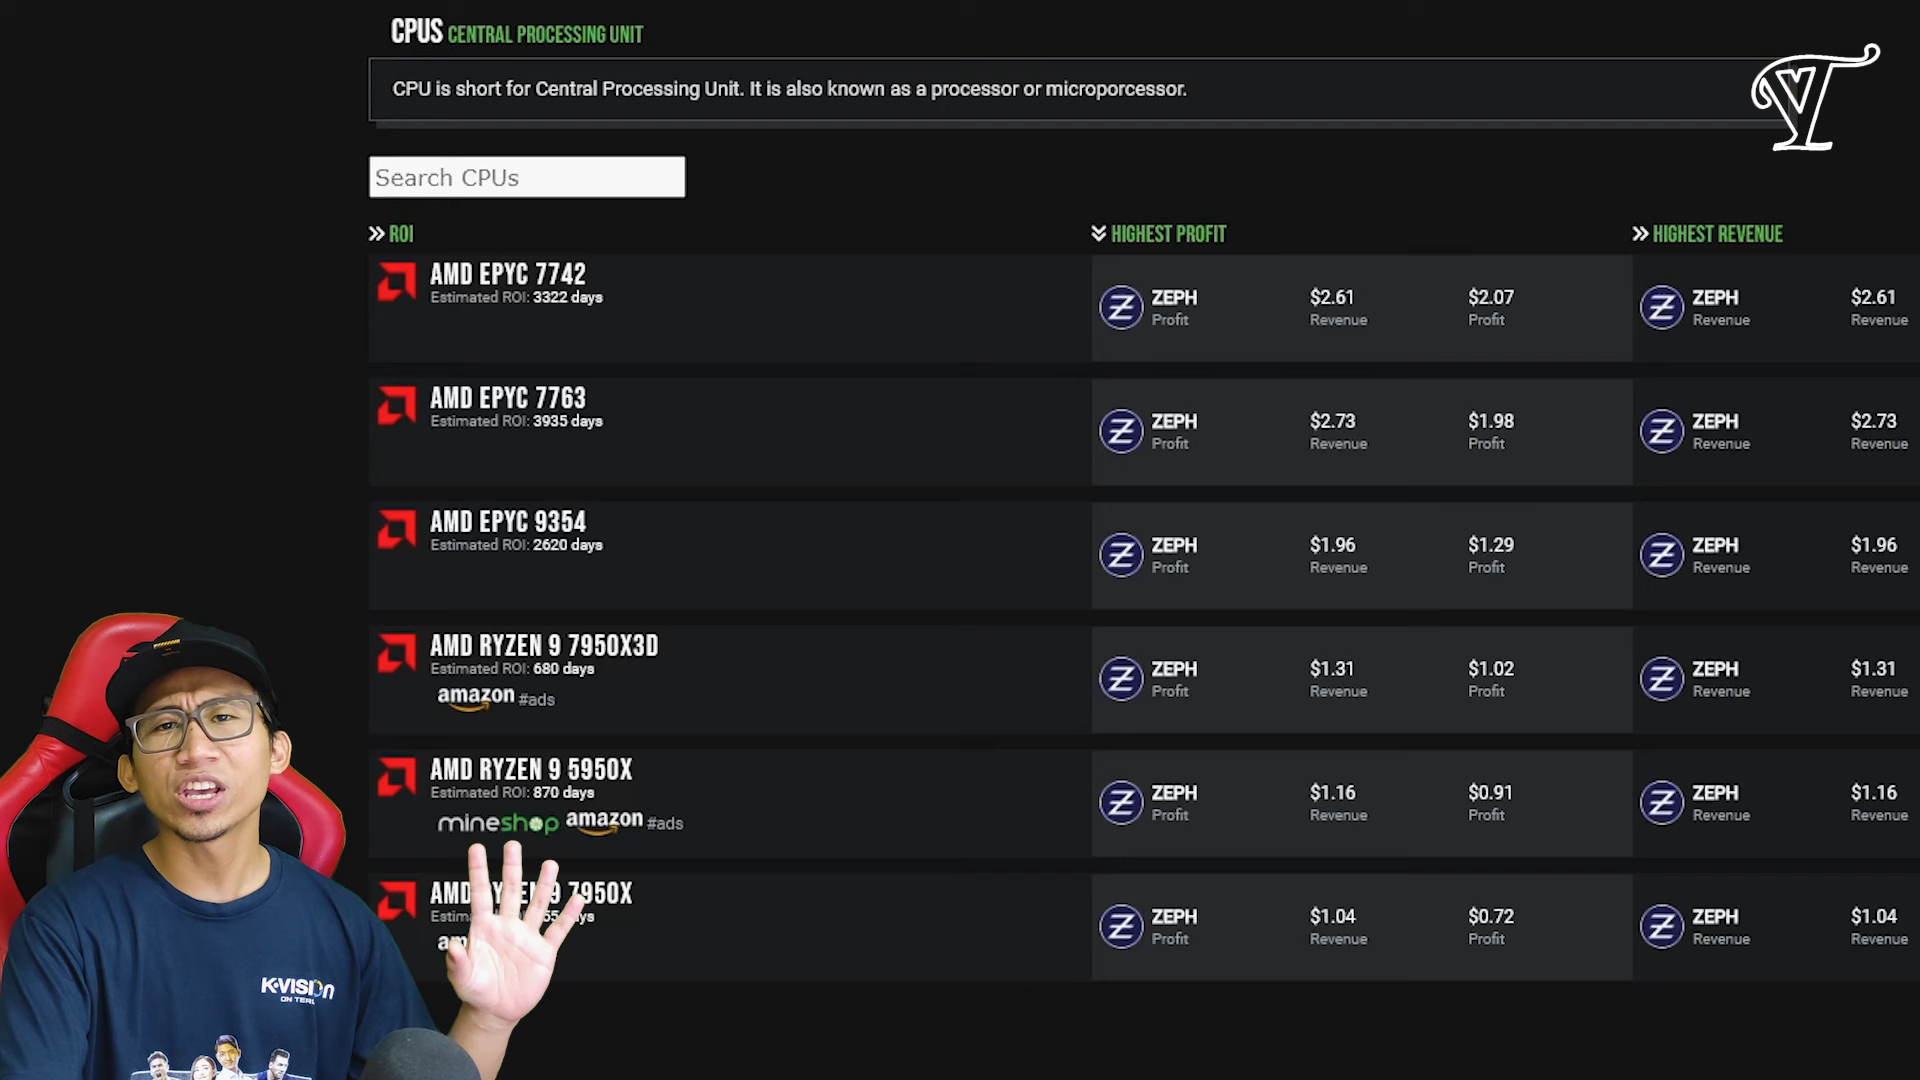 CPUS CENTRAL PROCESSING UNIT
CPU is short for Central Processing Unit. It is also known as a processor or microporcessor.
Search CPUs
ROI HIGHEST PROFIT HIGHEST REVENUE
AMD EPYC 7742
Estimated ROI: 3322 days
ZEPH $2.61 $2.07 ZEPH $2.61
Profit Revenue Profit Revenue Revenue
AMD EPYC 7763
Estimated ROI: 3935 days
ZEPH $2.73 $1.98 ZEPH $2.73
Profit Revenue Profit Revenue Revenue
AMD EPYC 9354
Estimated ROI: 2620 days
ZEPH $1.96 $1.29 ZEPH $1.96
Profit Revenue Profit Revenue Revenue
AMD RYZEN 9 7950X3D
Estimated ROI: 680 days
amazon #ads
ZEPH $1.31 $1.02 ZEPH $1.31
Profit Revenue Profit Revenue Revenue
AMD RYZEN 9 5950X
Estimated ROI: 870 days
mineshop amazon #ads
ZEPH $1.16 $0.91 ZEPH $1.16
Profit Revenue Profit Revenue Revenue
AMD RYZEN 9 7950X
ZEPH $1.04 $0.72 ZEPH $1.04
Profit Revenue Profit Revenue Revenue
K-VISION